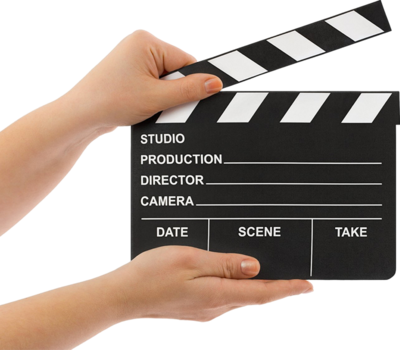 STUDIO
PRODUCTION
DIRECTOR
CAMERA
DATE SCENE TAKE